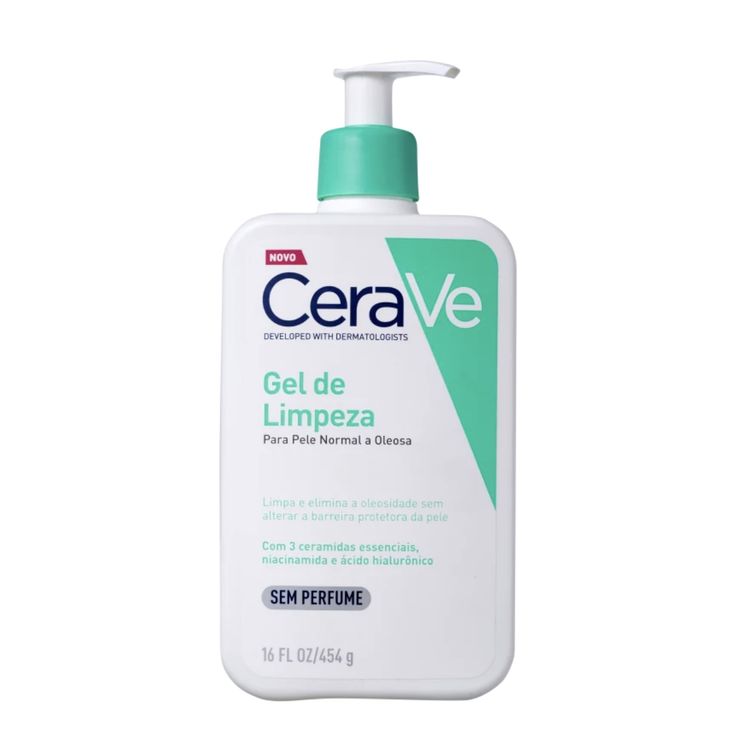 NOVO
CeraVe
DEVELOPED WITH DERMATOLOGISTS
Gel de
Limpeza
Para Pele Normal a Oleosa
Limpa e elimina a oleosidade sem
alterar a barreira protetora da pele
Com 3 ceramidas essenciais,
niacinamida e ácido hialurônico
SEM PERFUME
16 FL OZ/454 g